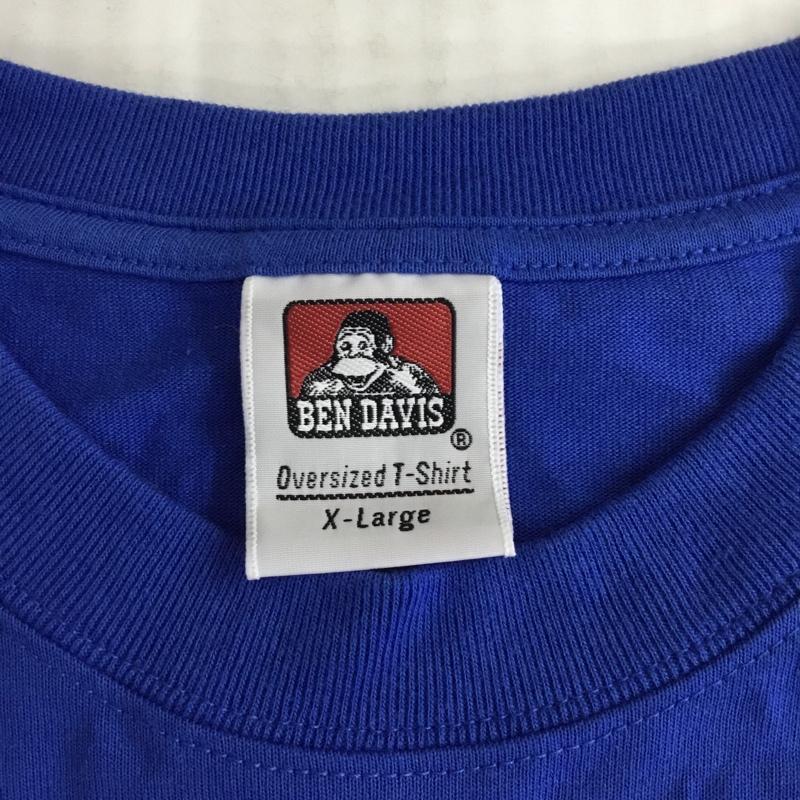 BEN DAVIS
®
Oversized T-Shirt
X-Large